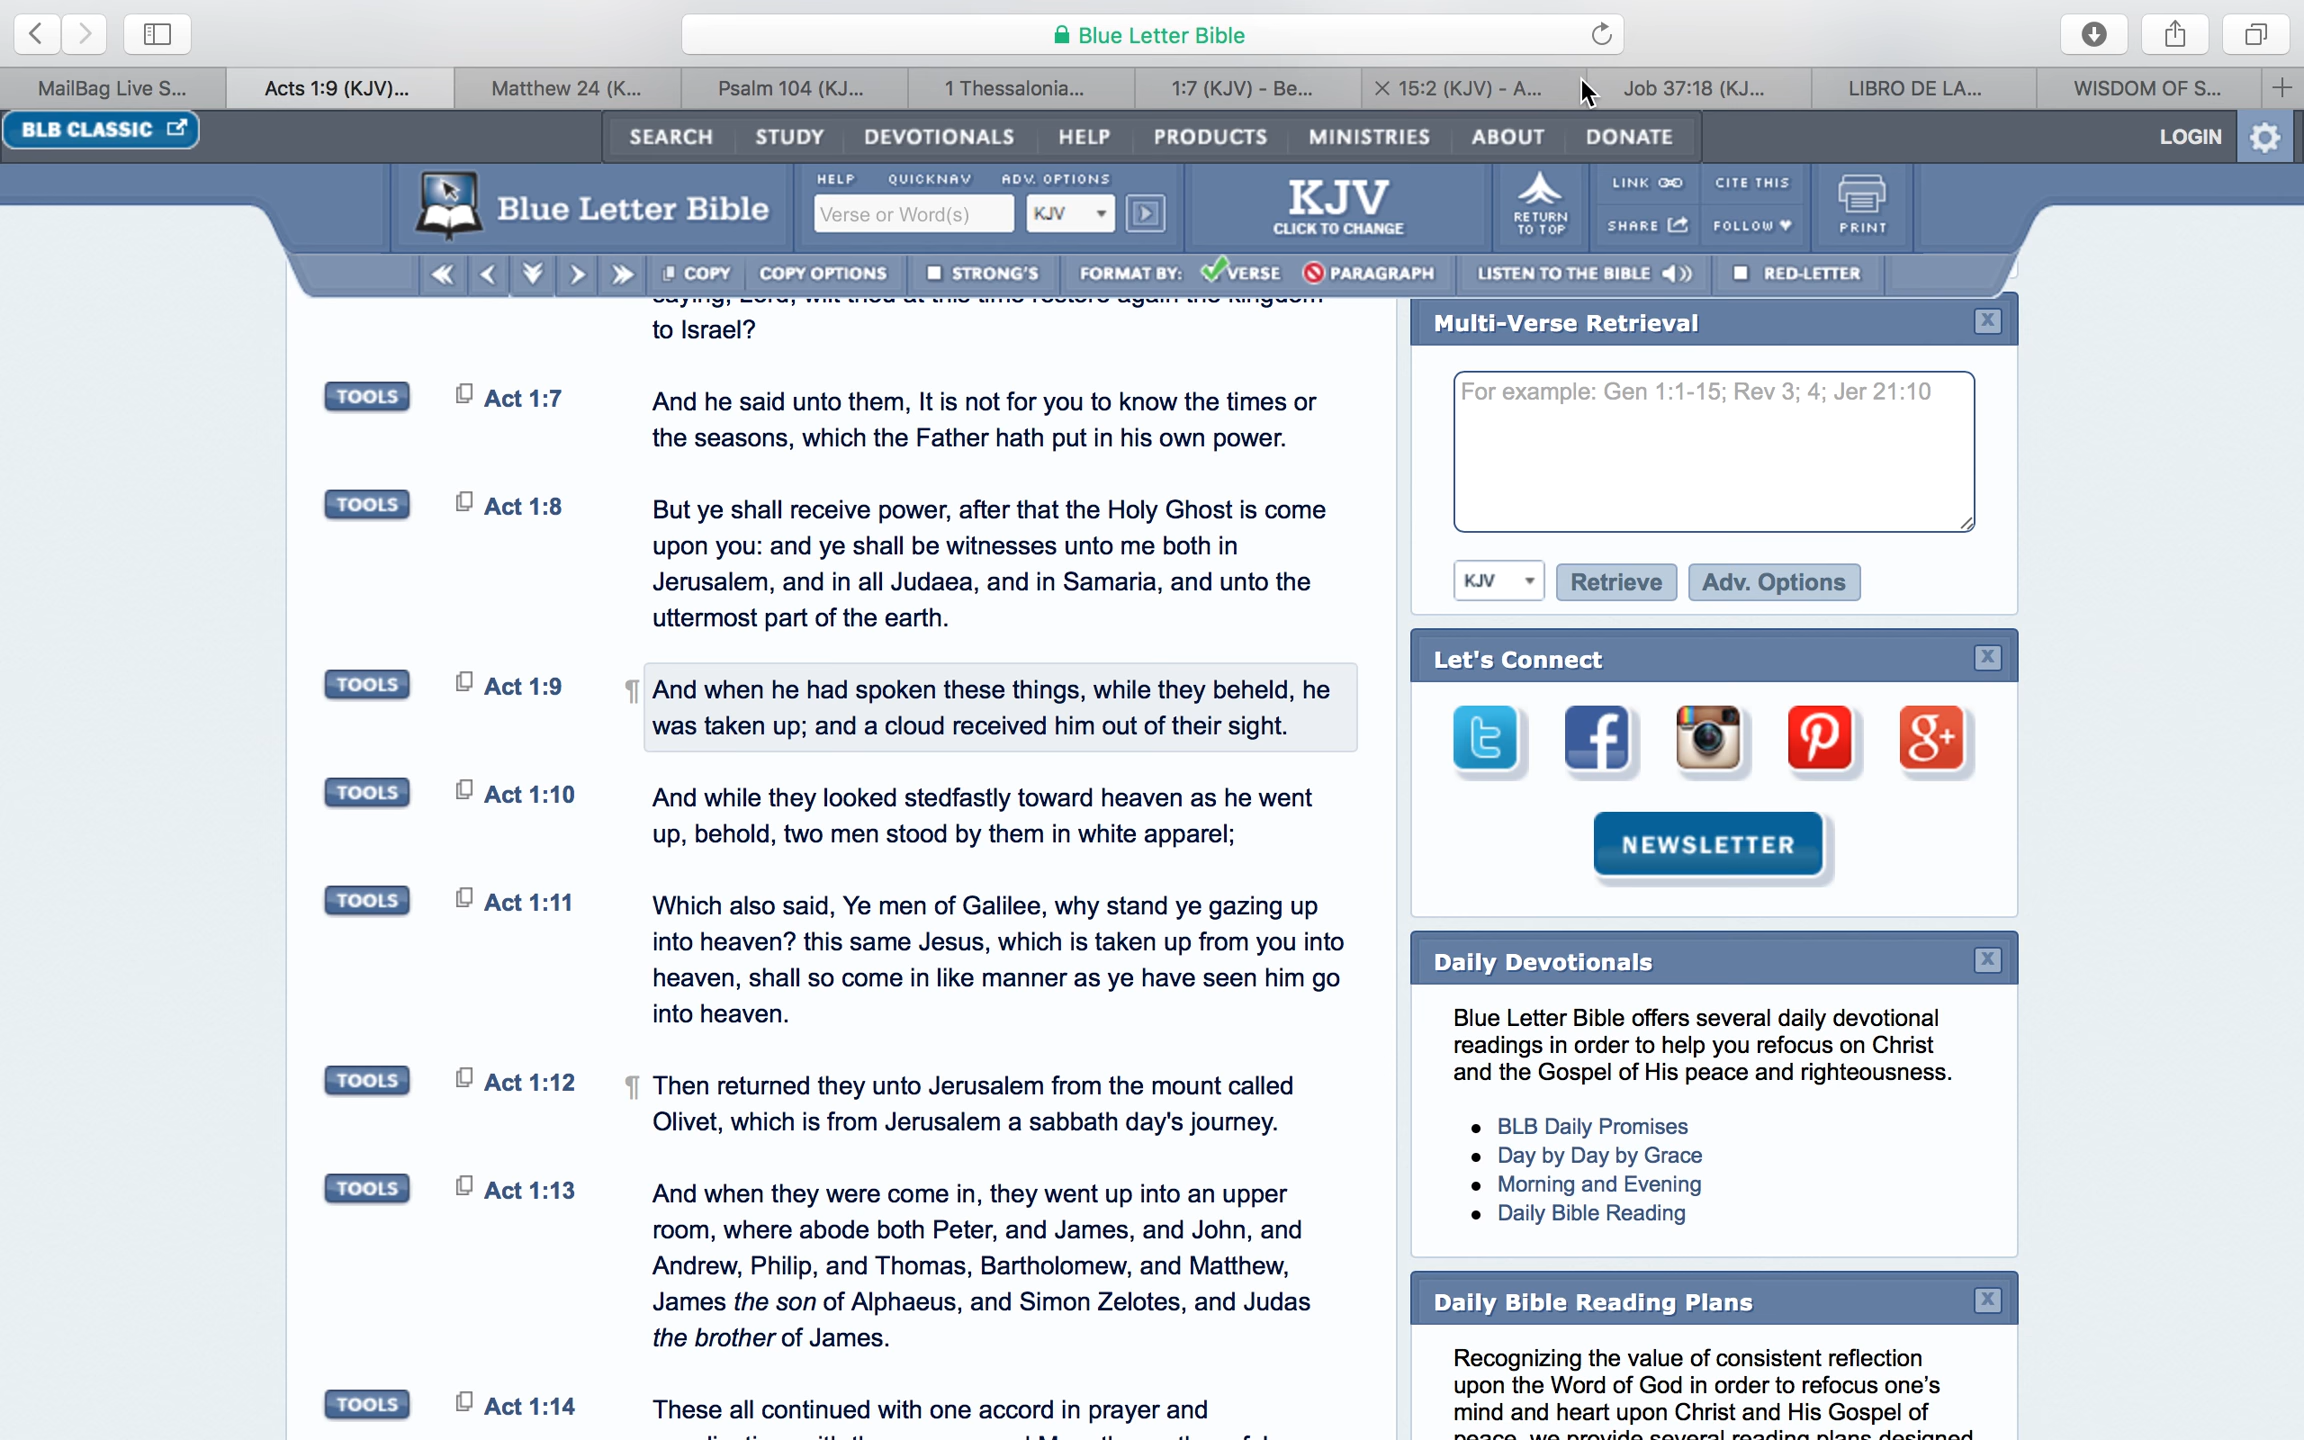 Blue Letter Bible
MailBag Live S...
Acts 1:9 (KJV)...
Matthew 24 (K...
Psalm 104 (KJ...
1 Thessalonia...
1:7 (KJV) - Be...
15:2 (KJV) - A...
Job 37:18 (KJ...
LIBRO DE LA...
WISDOM OF S...
BLB CLASSIC
SEARCH
STUDY
DEVOTIONALS
HELP
PRODUCTS
MINISTRIES
ABOUT
DONATE
LOGIN
Blue Letter Bible
HELP
QUICKNAV
ADV. OPTIONS
Verse or Word(s)
KJV
KJV
CLICK TO CHANGE
RETURN
TO TOP
LINK
CITE THIS
SHARE
FOLLOW
PRINT
COPY
COPY OPTIONS
STRONG'S
FORMAT BY:
VERSE
PARAGRAPH
LISTEN TO THE BIBLE
RED-LETTER
saying, Lord, wilt thou at this time restore again the kingdom
to Israel?
TOOLS
Act 1:7
And he said unto them, It is not for you to know the times or
the seasons, which the Father hath put in his own power.
TOOLS
Act 1:8
But ye shall receive power, after that the Holy Ghost is come
upon you: and ye shall be witnesses unto me both in
Jerusalem, and in all Judaea, and in Samaria, and unto the
uttermost part of the earth.
TOOLS
Act 1:9
¶ And when he had spoken these things, while they beheld, he
was taken up; and a cloud received him out of their sight.
TOOLS
Act 1:10
And while they looked stedfastly toward heaven as he went
up, behold, two men stood by them in white apparel;
TOOLS
Act 1:11
Which also said, Ye men of Galilee, why stand ye gazing up
into heaven? this same Jesus, which is taken up from you into
heaven, shall so come in like manner as ye have seen him go
into heaven.
TOOLS
Act 1:12
¶ Then returned they unto Jerusalem from the mount called
Olivet, which is from Jerusalem a sabbath day's journey.
TOOLS
Act 1:13
And when they were come in, they went up into an upper
room, where abode both Peter, and James, and John, and
Andrew, Philip, and Thomas, Bartholomew, and Matthew,
James the son of Alphaeus, and Simon Zelotes, and Judas
the brother of James.
TOOLS
Act 1:14
These all continued with one accord in prayer and
Multi-Verse Retrieval
X
For example: Gen 1:1-15; Rev 3; 4; Jer 21:10
KJV
Retrieve
Adv. Options
Let's Connect
X
NEWSLETTER
Daily Devotionals
X
Blue Letter Bible offers several daily devotional
readings in order to help you refocus on Christ
and the Gospel of His peace and righteousness.
BLB Daily Promises
Day by Day by Grace
Morning and Evening
Daily Bible Reading
Daily Bible Reading Plans
X
Recognizing the value of consistent reflection
upon the Word of God in order to refocus one's
mind and heart upon Christ and His Gospel of
peace, we provide several reading plans designed